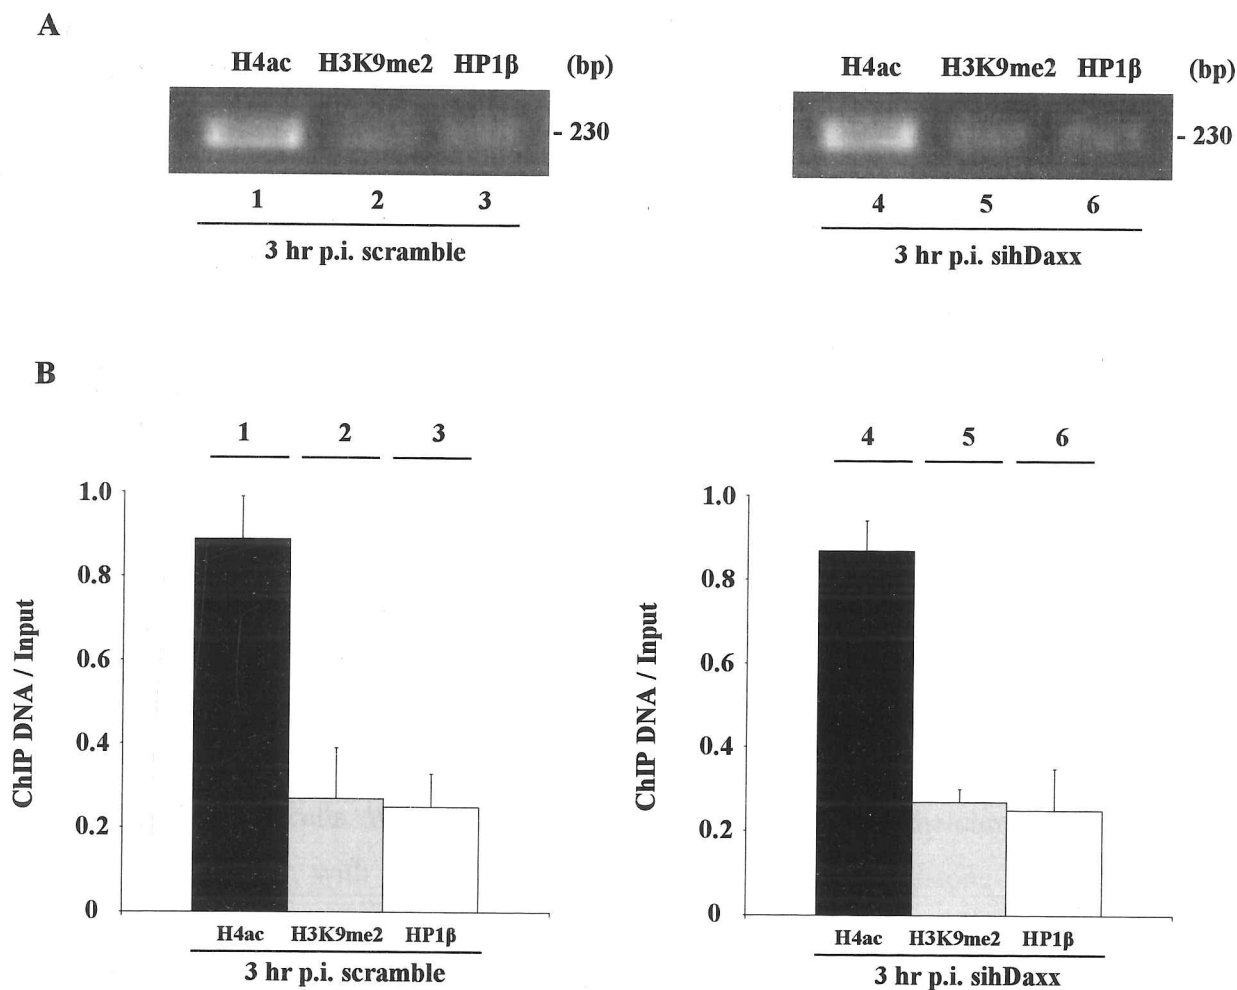 A
H4ac H3K9me2 HP1β (bp)
- 230
1 2 3
3 hr p.i. scramble
H4ac H3K9me2 HP1β (bp)
- 230
4 5 6
3 hr p.i. sihDaxx
B
1 2 3
ChIP DNA / Input
1.0
0.8
0.6
0.4
0.2
0
H4ac H3K9me2 HP1β
3 hr p.i. scramble
4 5 6
ChIP DNA / Input
1.0
0.8
0.6
0.4
0.2
0
H4ac H3K9me2 HP1β
3 hr p.i. sihDaxx